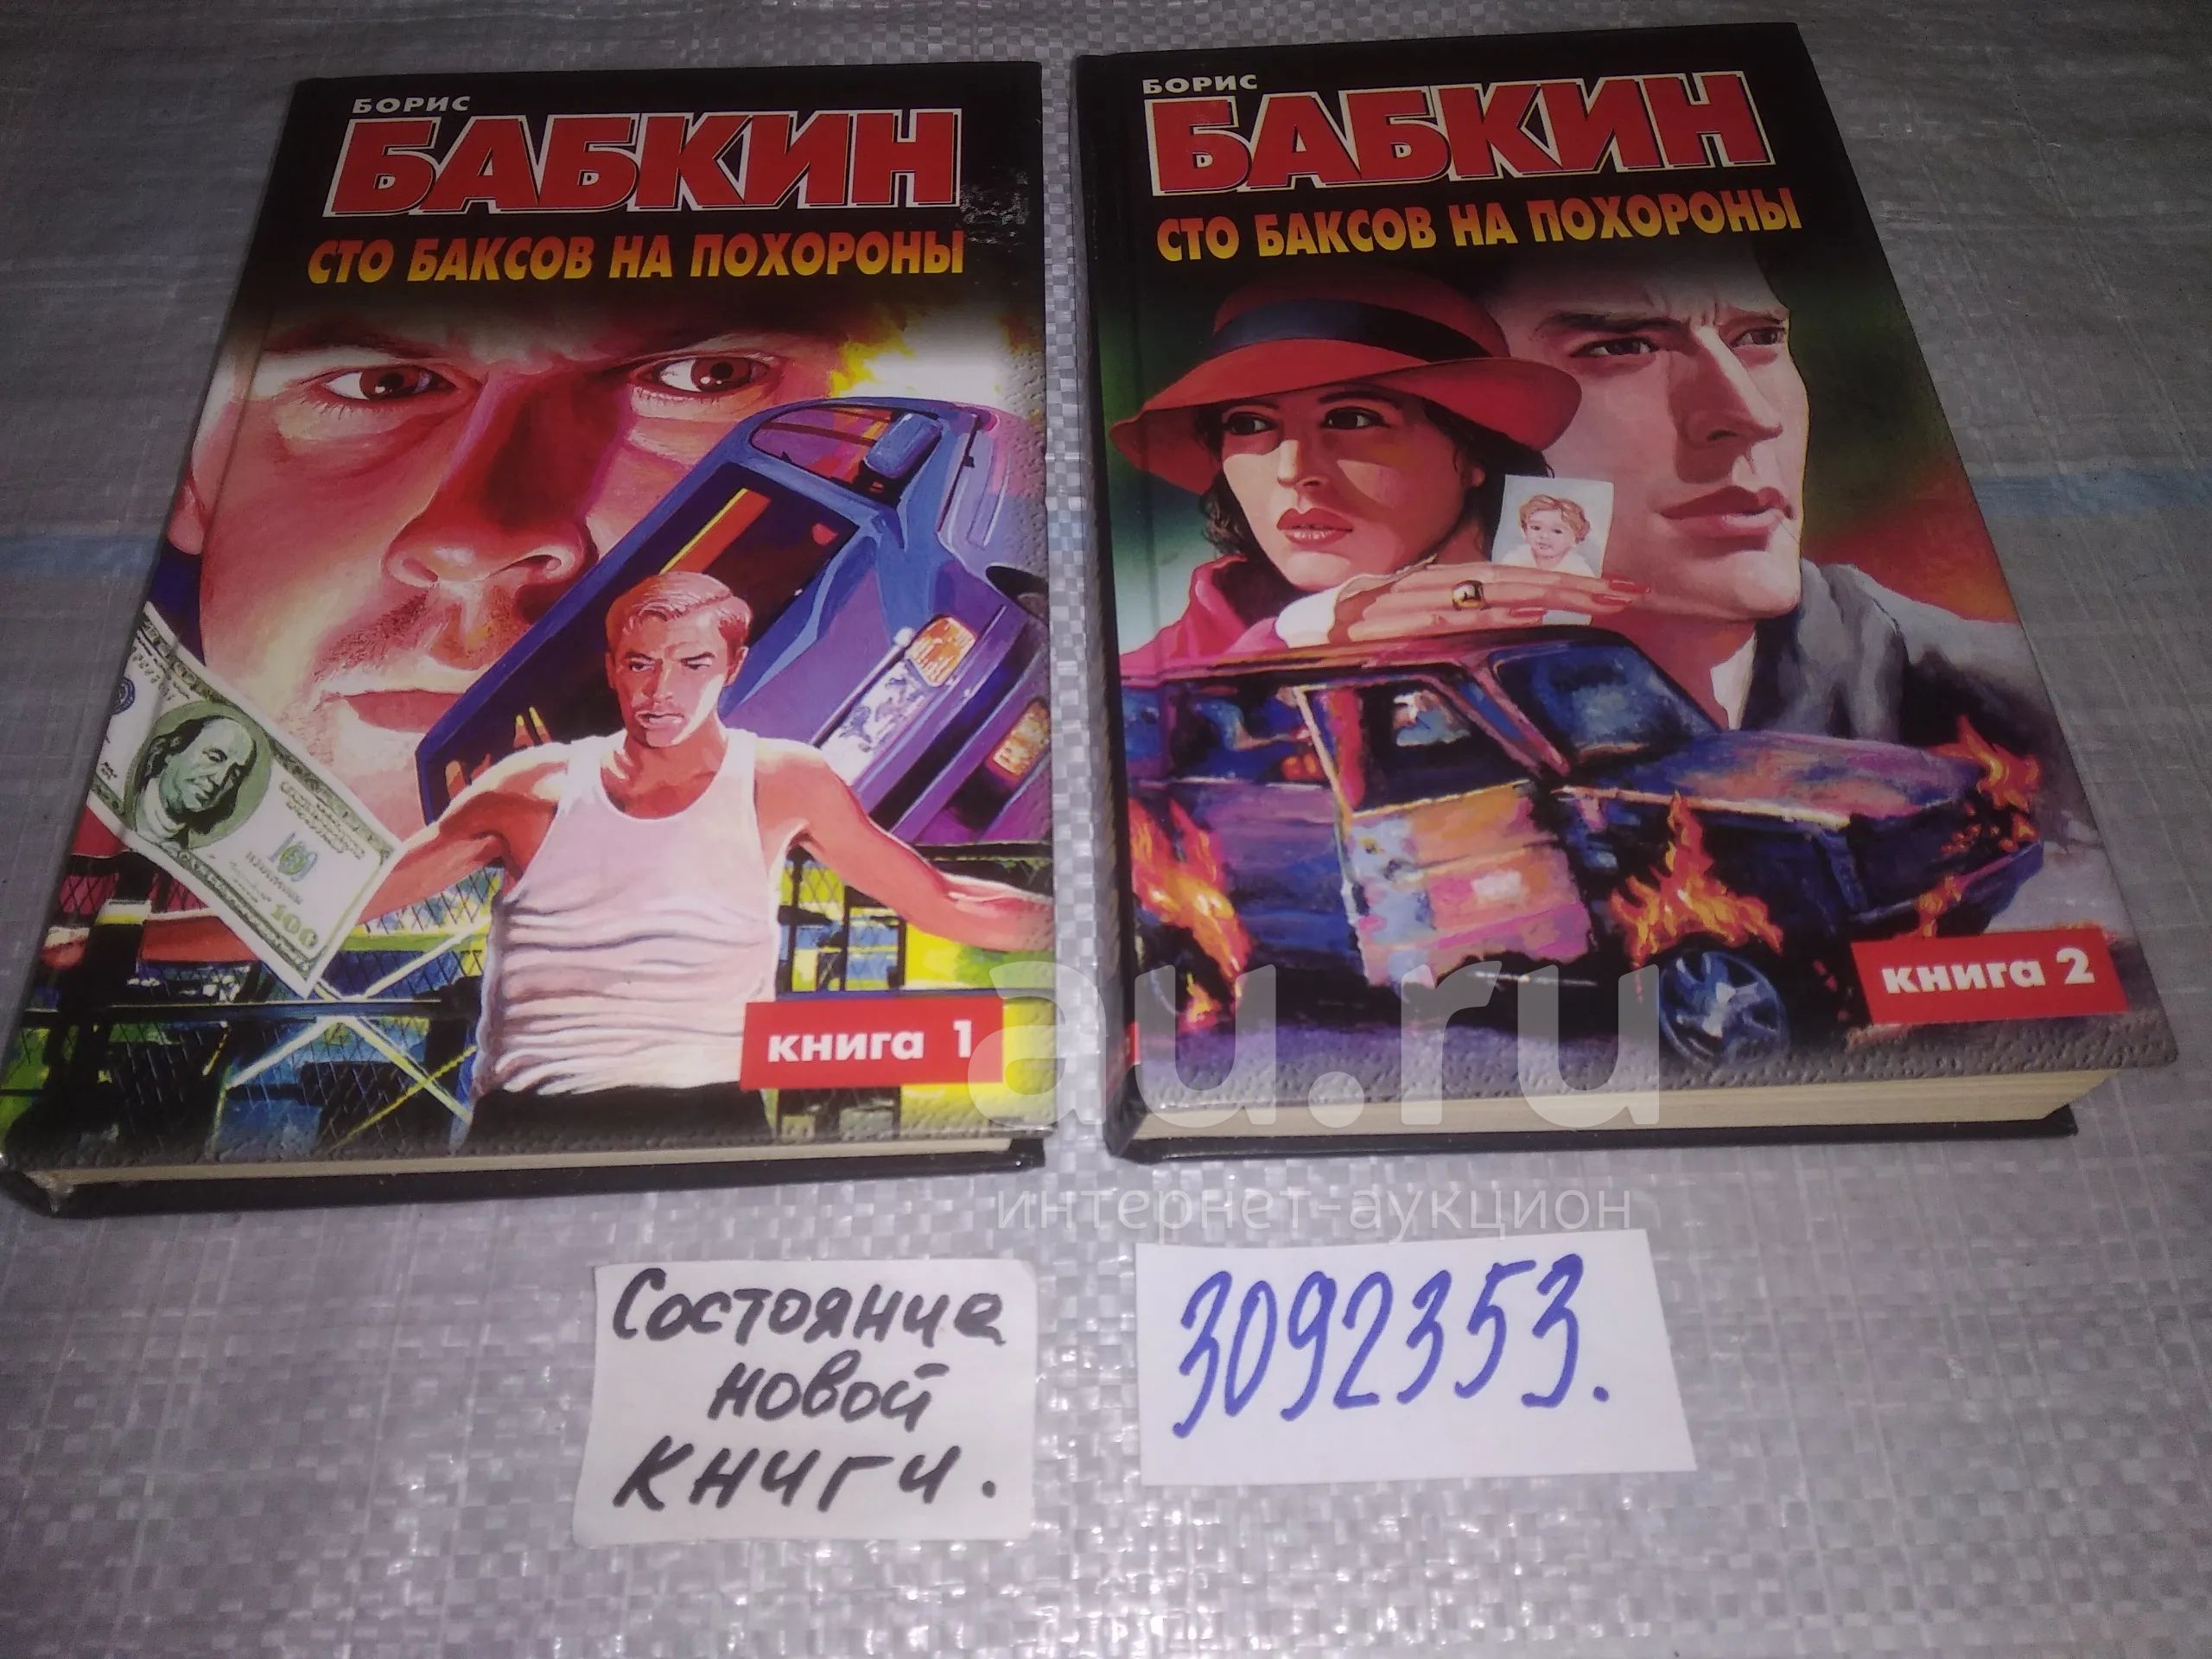 БОРИС
БАБКИН
СТО БАКСОВ НА ПОХОРОНЫ
100
книга 1
БОРИС
БАБКИН
СТО БАКСОВ НА ПОХОРОНЫ
книга 2
au.ru
интернет-аукцион
Состояние
новой
книги.
3092353.